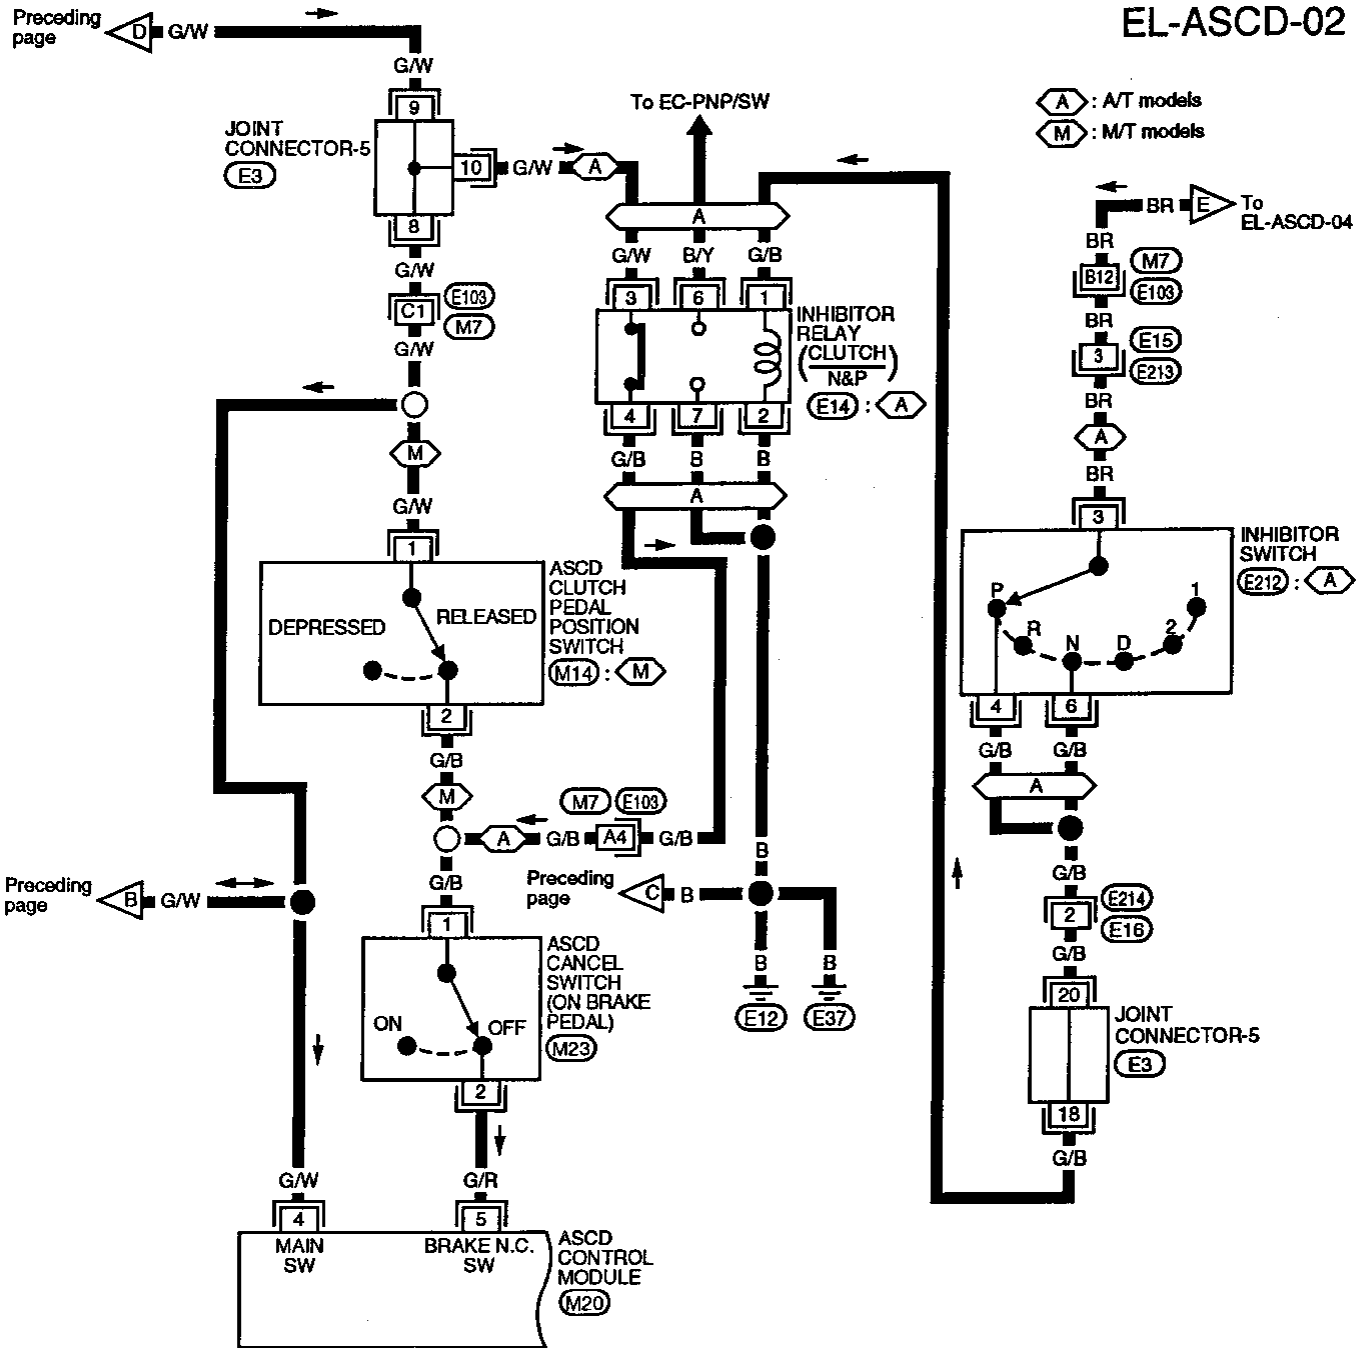 EL-ASCD-02
Preceding
page
D
G/W
G/W
9
JOINT
CONNECTOR-5
E3
10
G/W
A
8
G/W
C1
E103
M7
G/W
To EC-PNP/SW
A : A/T models
M : M/T models
BR
E
To
EL-ASCD-04
BR
B12
M7
E103
BR
3
E15
E213
BR
A
BR
3
A
G/W
B/Y
G/B
3
6
1
INHIBITOR
RELAY
(CLUTCH/
N&P)
E14 : A
4
7
2
G/B
B
B
A
M
G/W
1
DEPRESSED
RELEASED
ASCD
CLUTCH
PEDAL
POSITION
SWITCH
M14 : M
2
G/B
M
INHIBITOR
SWITCH
E212 : A
P
R
N
D
2
1
4
6
G/B
G/B
A
G/B
2
E214
E16
G/B
20
JOINT
CONNECTOR-5
E3
18
G/B
M7
E103
A
G/B
A4
G/B
G/B
Preceding
page
B
G/W
Preceding
page
C
B
B
B
B
E12
E37
1
ASCD
CANCEL
SWITCH
(ON BRAKE
PEDAL)
M23
ON
OFF
2
G/W
G/R
4
5
MAIN
SW
BRAKE N.C.
SW
ASCD
CONTROL
MODULE
M20